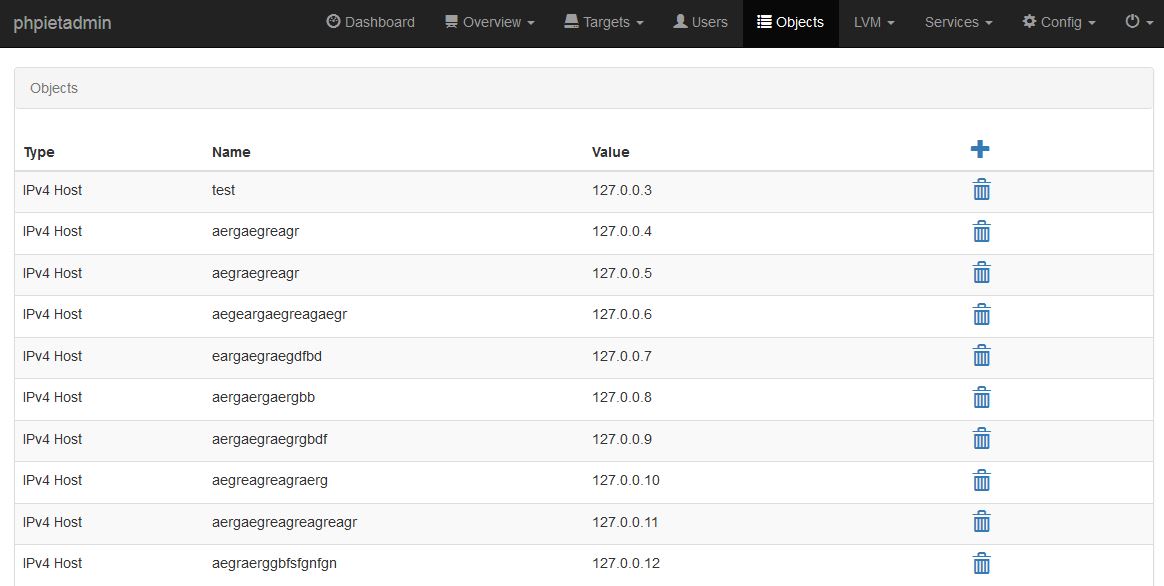 phpietadmin Dashboard Overview Targets Users Objects LVM Services Config
Objects
Type Name Value
IPv4 Host test 127.0.0.3
IPv4 Host aergaegreagr 127.0.0.4
IPv4 Host aegraegreagr 127.0.0.5
IPv4 Host aegeargaegreagaegr 127.0.0.6
IPv4 Host eargaegraegdfbd 127.0.0.7
IPv4 Host aergaergaergbb 127.0.0.8
IPv4 Host aergaegraegrgbdf 127.0.0.9
IPv4 Host aegreagreagraerg 127.0.0.10
IPv4 Host aergaegreagreagreagr 127.0.0.11
IPv4 Host aegraerggbfsfgnfgn 127.0.0.12